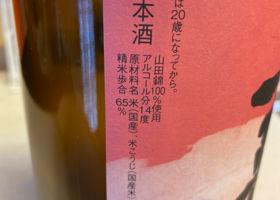 は20歳になってから。
本酒
山田錦100%使用
アルコール分14度
原材料名 米(国産)、米こうじ(国産米)
精米歩合 65%